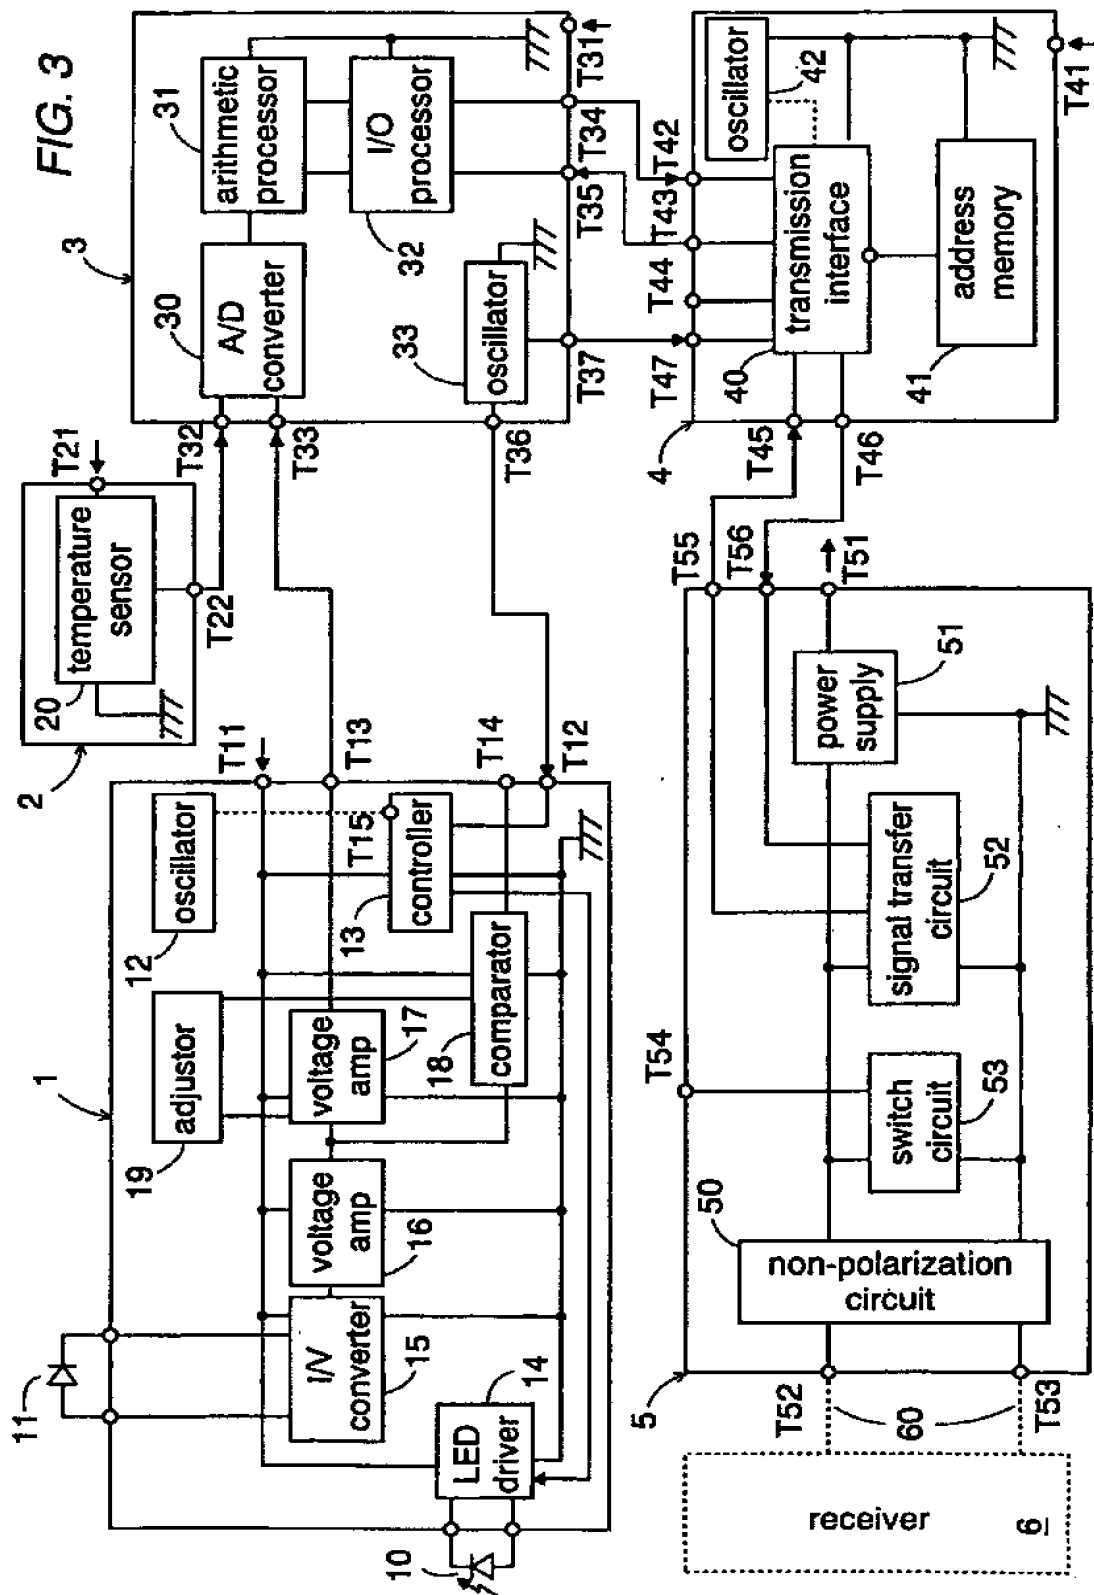 FIG. 3
1
11
10
LED
driver
14
I/V
converter
15
voltage
amp
16
voltage
amp
17
adjustor
19
comparator
18
oscillator
12
controller
13
T15
T11
T13
T14
T12
2
temperature
sensor
20
T21
T22
3
T32
T33
T36
A/D
converter
30
arithmetic
processor
31
I/O
processor
32
oscillator
33
T31
T34
T35
T37
receiver
6
60
T52
T53
5
non-polarization
circuit
50
switch
circuit
53
T54
signal transfer
circuit
52
power
supply
51
T55
T56
T51
4
T45
T46
T47
T44
T43
T42
transmission
interface
40
oscillator
42
address
memory
41
T41